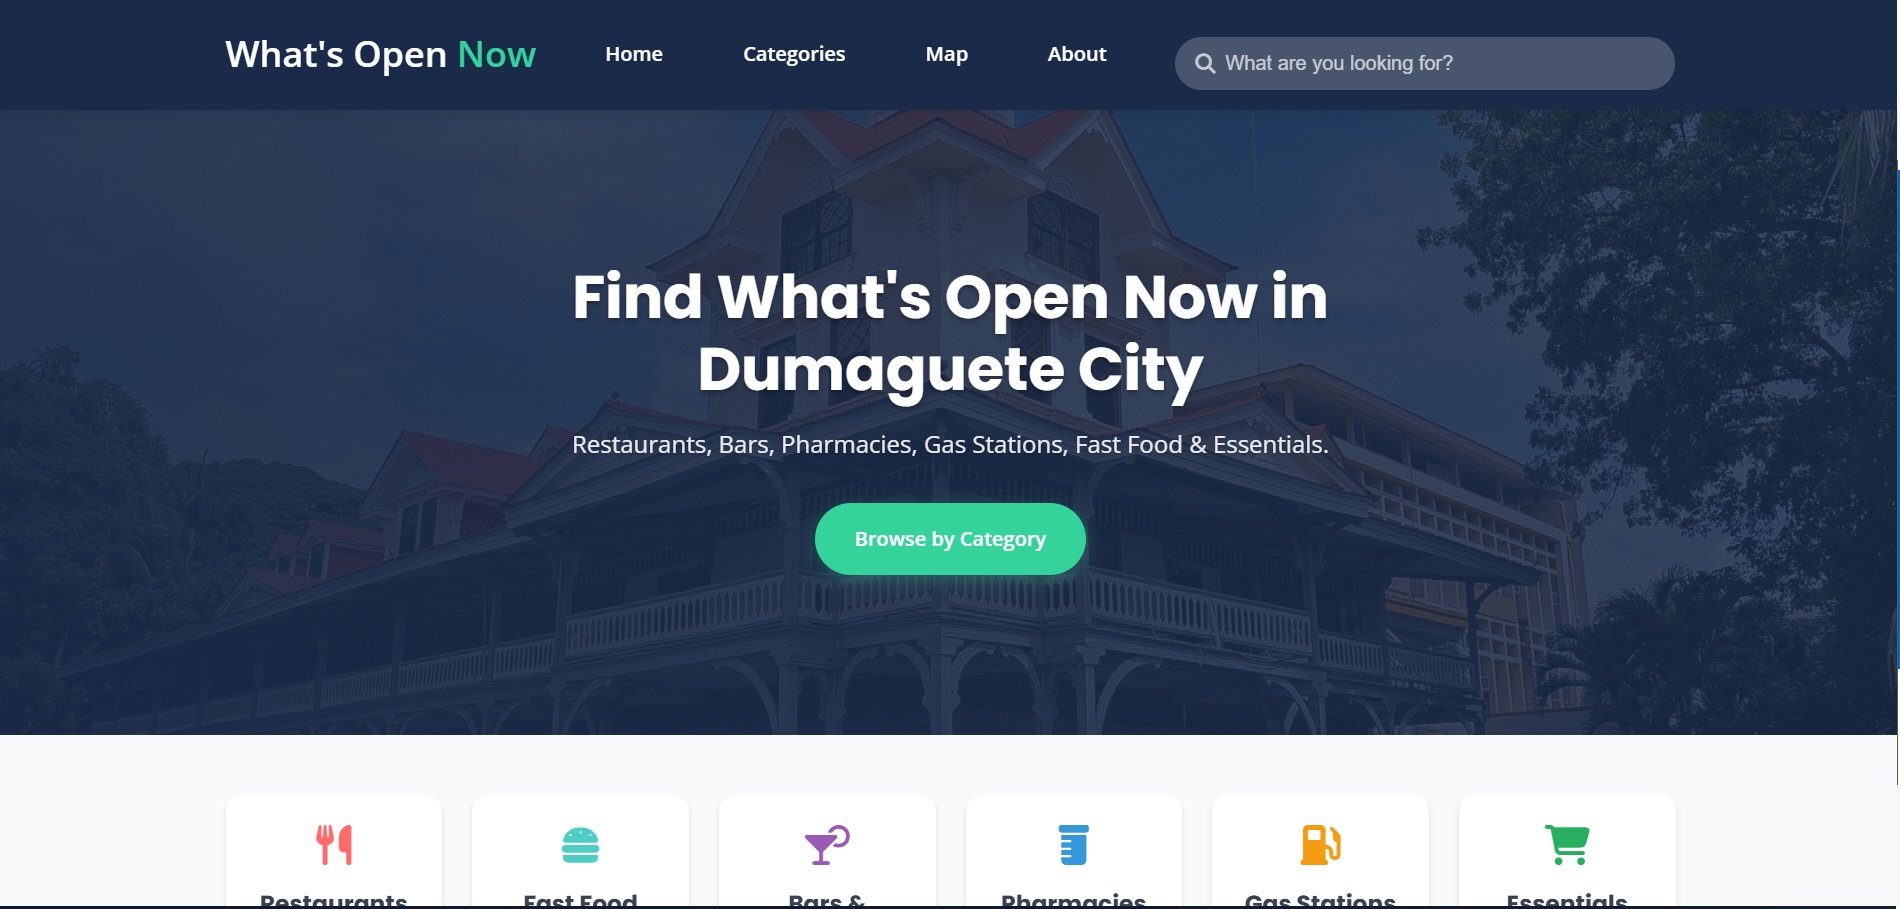 What's Open Now
Home
Categories
Map
About
What are you looking for?
Find What's Open Now in
Dumaguete City
Restaurants, Bars, Pharmacies, Gas Stations, Fast Food & Essentials.
Browse by Category
Restaurants
Fast Food
Bars &
Pharmacies
Gas Stations
Essentials